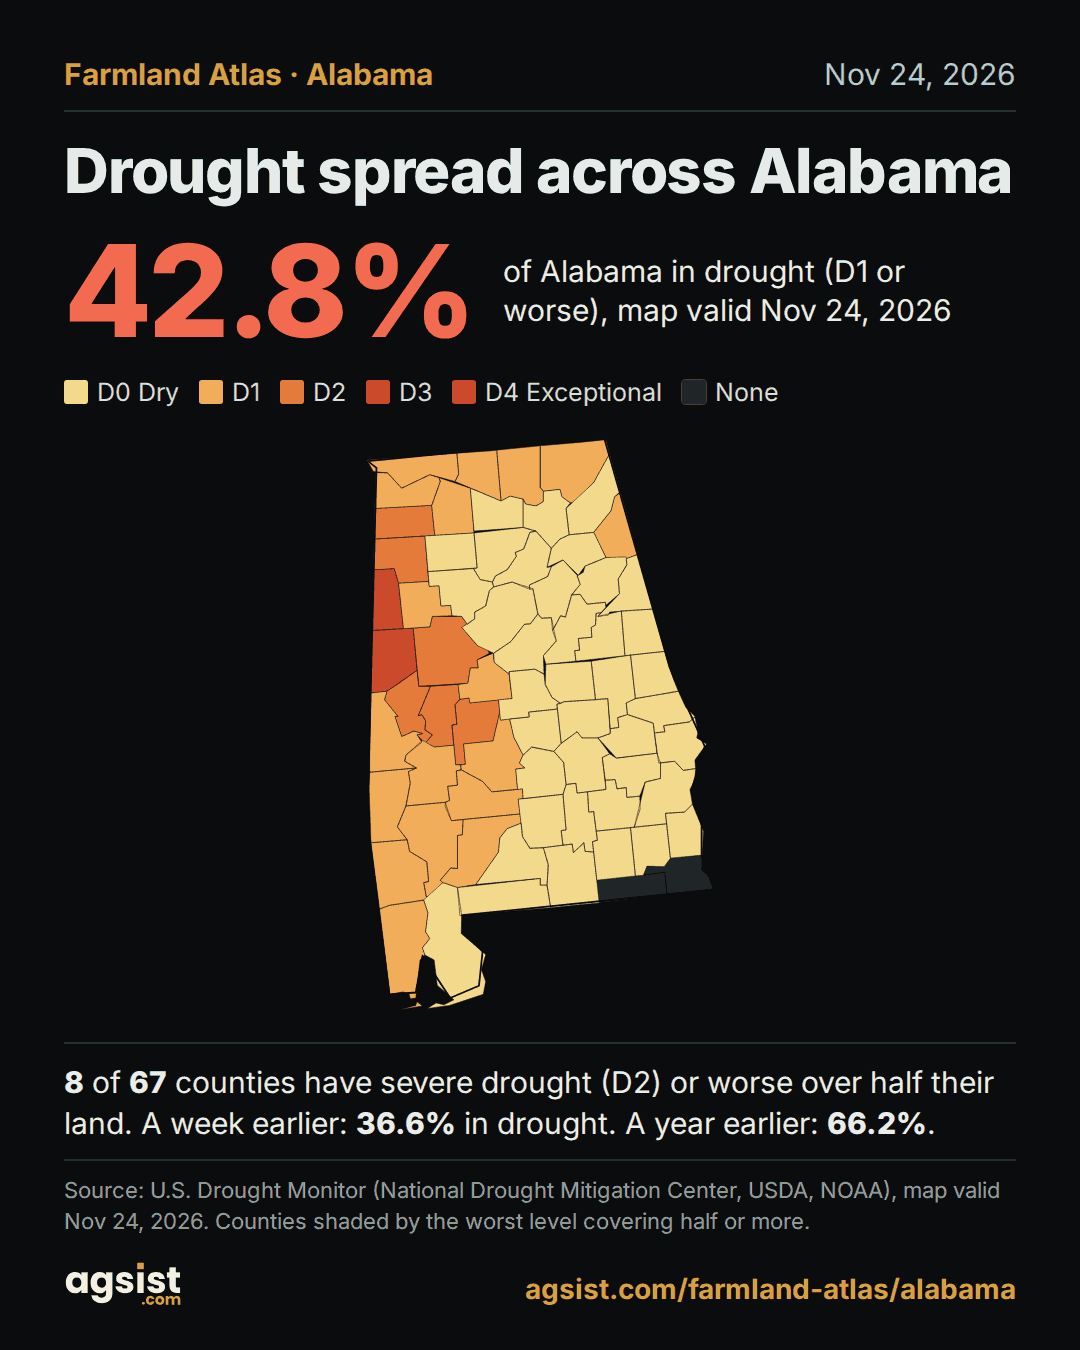 Farmland Atlas · Alabama
Nov 24, 2026
Drought spread across Alabama
42.8%
of Alabama in drought (D1 or
worse), map valid Nov 24, 2026
D0 Dry D1 D2 D3 D4 Exceptional None
8 of 67 counties have severe drought (D2) or worse over half their
land. A week earlier: 36.6% in drought. A year earlier: 66.2%.
Source: U.S. Drought Monitor (National Drought Mitigation Center, USDA, NOAA), map valid
Nov 24, 2026. Counties shaded by the worst level covering half or more.
agsist
.com
agsist.com/farmland-atlas/alabama